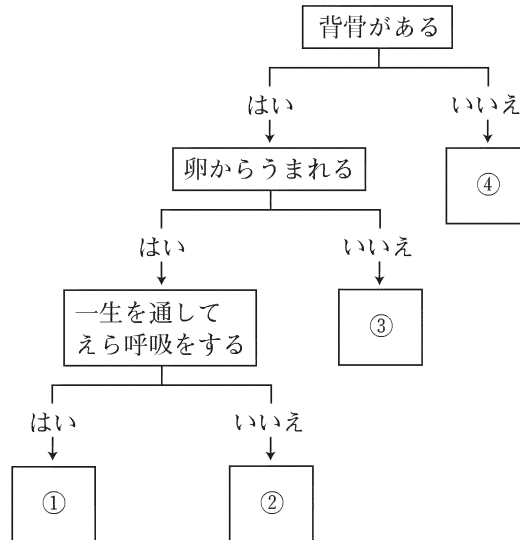 背骨がある
はい
いいえ
卵からうまれる
④
はい
いいえ
一生を通して
えら呼吸をする
③
はい
いいえ
①
②